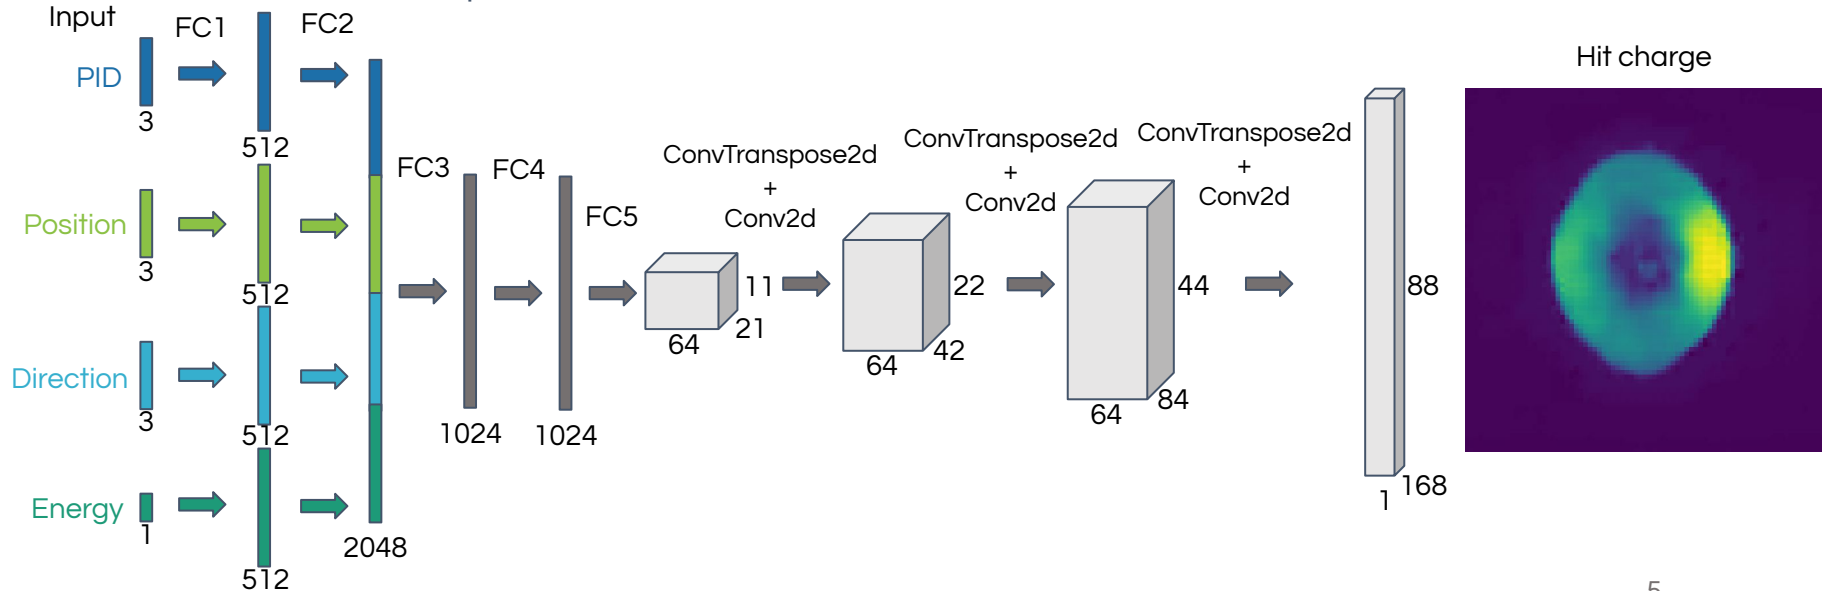 Input
FC1
FC2
PID
3
512
Position
3
512
Direction
3
512
Energy
1
512
2048
FC3
1024
FC4
1024
FC5
64
11
21
ConvTranspose2d
+
Conv2d
64
22
42
ConvTranspose2d
+
Conv2d
64
44
84
ConvTranspose2d
+
Conv2d
1
88
168
Hit charge
5